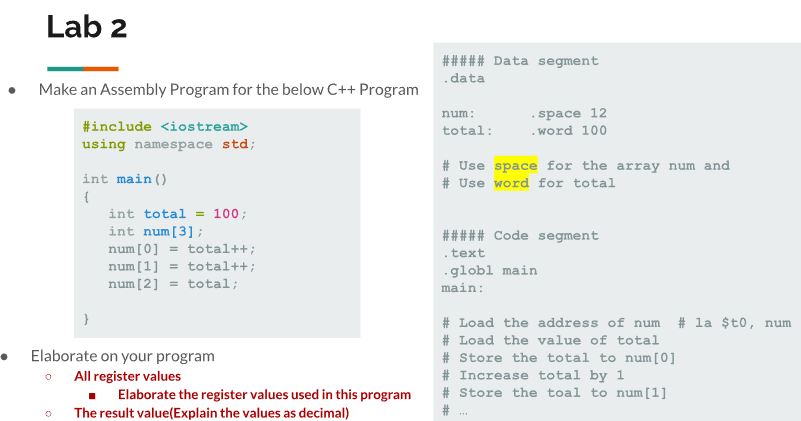 Lab 2
● Make an Assembly Program for the below C++ Program
#include <iostream>
using namespace std;
int main()
{
int total = 100;
int num[3];
num[0] = total++;
num[1] = total++;
num[2] = total;
}
● Elaborate on your program
○ All register values
■ Elaborate the register values used in this program
○ The result value(Explain the values as decimal)
##### Data segment
.data
num: .space 12
total: .word 100
# Use space for the array num and
# Use word for total
##### Code segment
.text
.globl main
main:
# Load the address of num # la $t0, num
# Load the value of total
# Store the total to num[0]
# Increase total by 1
# Store the toal to num[1]
# …